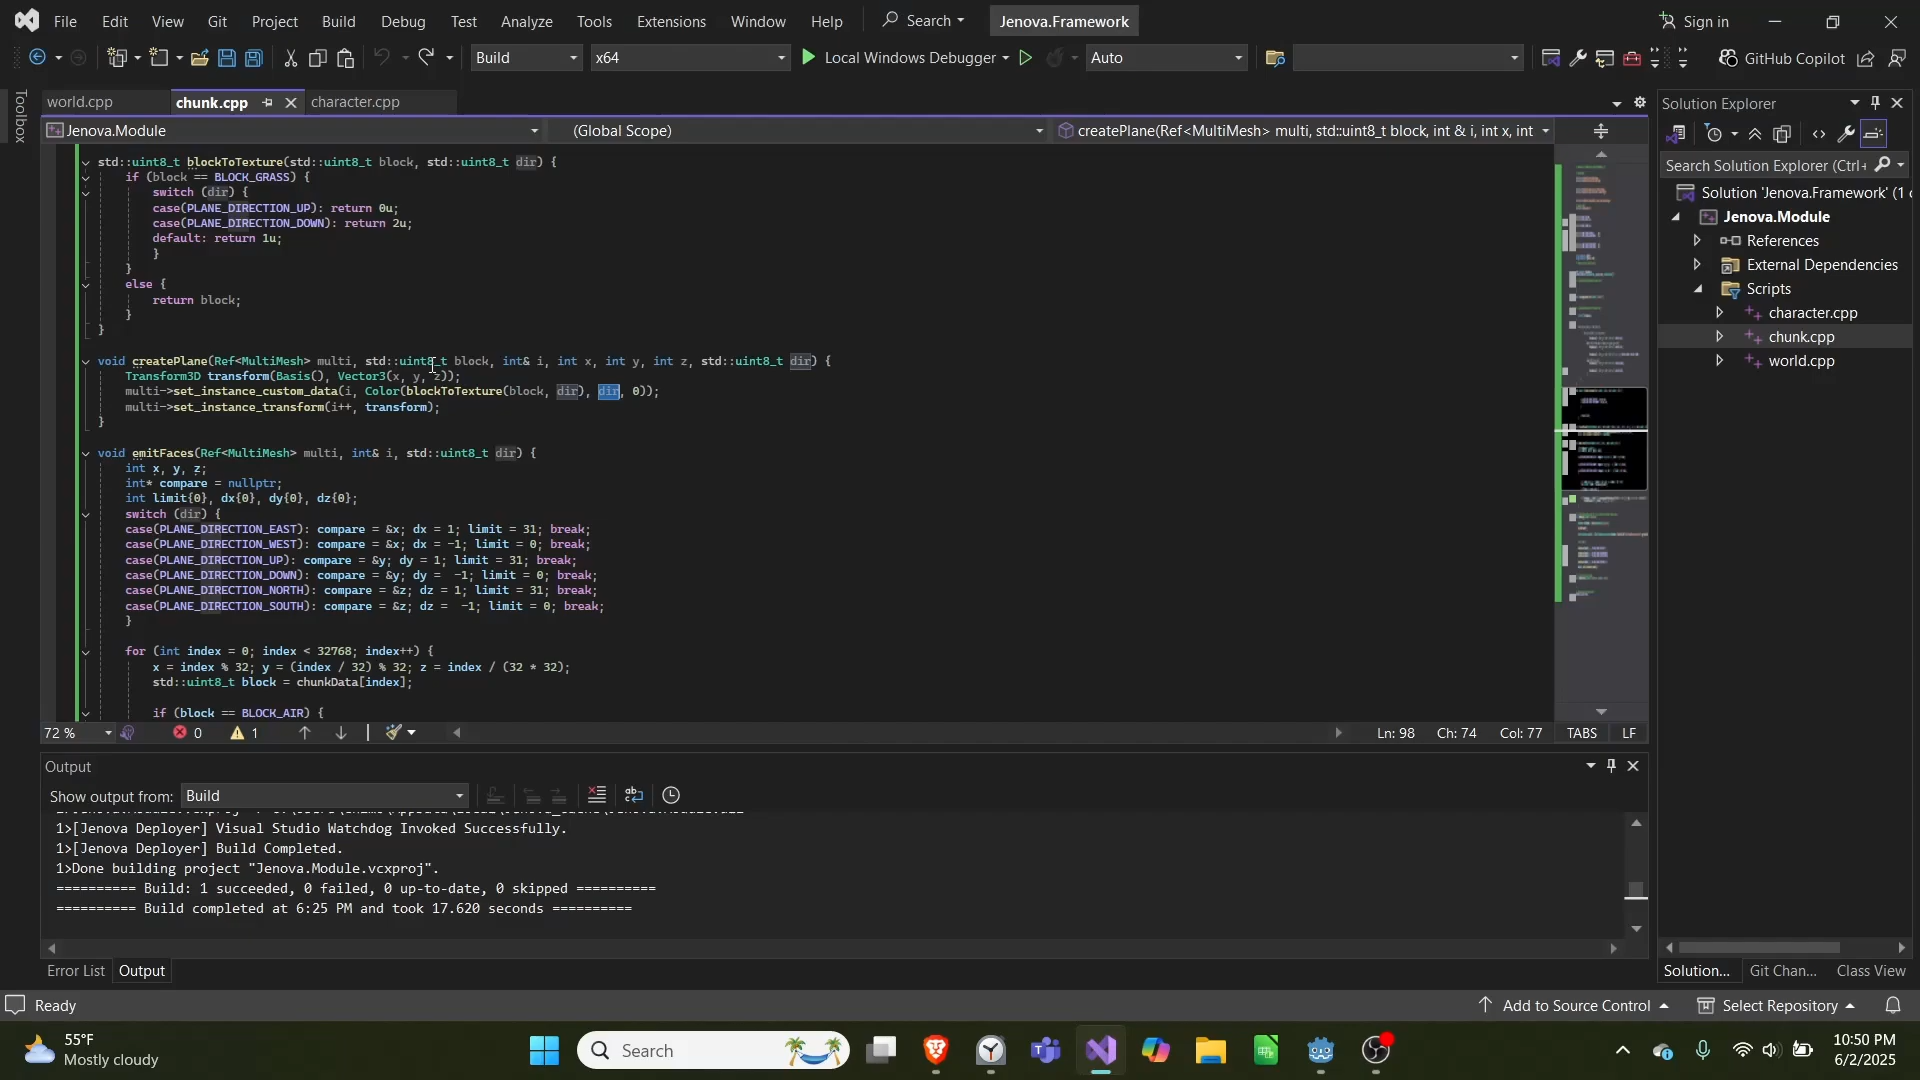 File Edit View Git Project Build Debug Test Analyze Tools Extensions Window Help Search Jenova.Framework Sign in
Build x64 Local Windows Debugger Auto GitHub Copilot
Toolbox
world.cpp chunk.cpp character.cpp
Jenova.Module (Global Scope) createPlane(Ref<MultiMesh> multi, std::uint8_t block, int & i, int x, int
std::uint8_t blockToTexture(std::uint8_t block, std::uint8_t dir) {
if (block == BLOCK_GRASS) {
switch (dir) {
case(PLANE_DIRECTION_UP): return 0u;
case(PLANE_DIRECTION_DOWN): return 2u;
default: return 1u;
}
}
else {
return block;
}
}
void createPlane(Ref<MultiMesh> multi, std::uint8_t block, int& i, int x, int y, int z, std::uint8_t dir) {
Transform3D transform(Basis(), Vector3(x, y, z));
multi->set_instance_custom_data(i, Color(blockToTexture(block, dir), dir, 0));
multi->set_instance_transform(i++, transform);
}
void emitFaces(Ref<MultiMesh> multi, int& i, std::uint8_t dir) {
int x, y, z;
int* compare = nullptr;
int limit{0}, dx{0}, dy{0}, dz{0};
switch (dir) {
case(PLANE_DIRECTION_EAST): compare = &x; dx = 1; limit = 31; break;
case(PLANE_DIRECTION_WEST): compare = &x; dx = -1; limit = 0; break;
case(PLANE_DIRECTION_UP): compare = &y; dy = 1; limit = 31; break;
case(PLANE_DIRECTION_DOWN): compare = &y; dy =  -1; limit = 0; break;
case(PLANE_DIRECTION_NORTH): compare = &z; dz = 1; limit = 31; break;
case(PLANE_DIRECTION_SOUTH): compare = &z; dz =  -1; limit = 0; break;
}
for (int index = 0; index < 32768; index++) {
x = index % 32; y = (index / 32) % 32; z = index / (32 * 32);
std::uint8_t block = chunkData[index];
if (block == BLOCK_AIR) {
72 % 0 1 Ln: 98 Ch: 74 Col: 77 TABS LF
Output
Show output from: Build
1>[Jenova Deployer] Visual Studio Watchdog Invoked Successfully.
1>[Jenova Deployer] Build Completed.
1>Done building project "Jenova.Module.vcxproj".
========== Build: 1 succeeded, 0 failed, 0 up-to-date, 0 skipped ==========
========== Build completed at 6:25 PM and took 17.620 seconds ==========
Error List Output
Solution Explorer
Search Solution Explorer (Ctrl+
Solution 'Jenova.Framework' (1
Jenova.Module
References
External Dependencies
Scripts
character.cpp
chunk.cpp
world.cpp
Solution... Git Chan... Class View
Ready Add to Source Control Select Repository
55°F
Mostly cloudy
Search
10:50 PM
6/2/2025